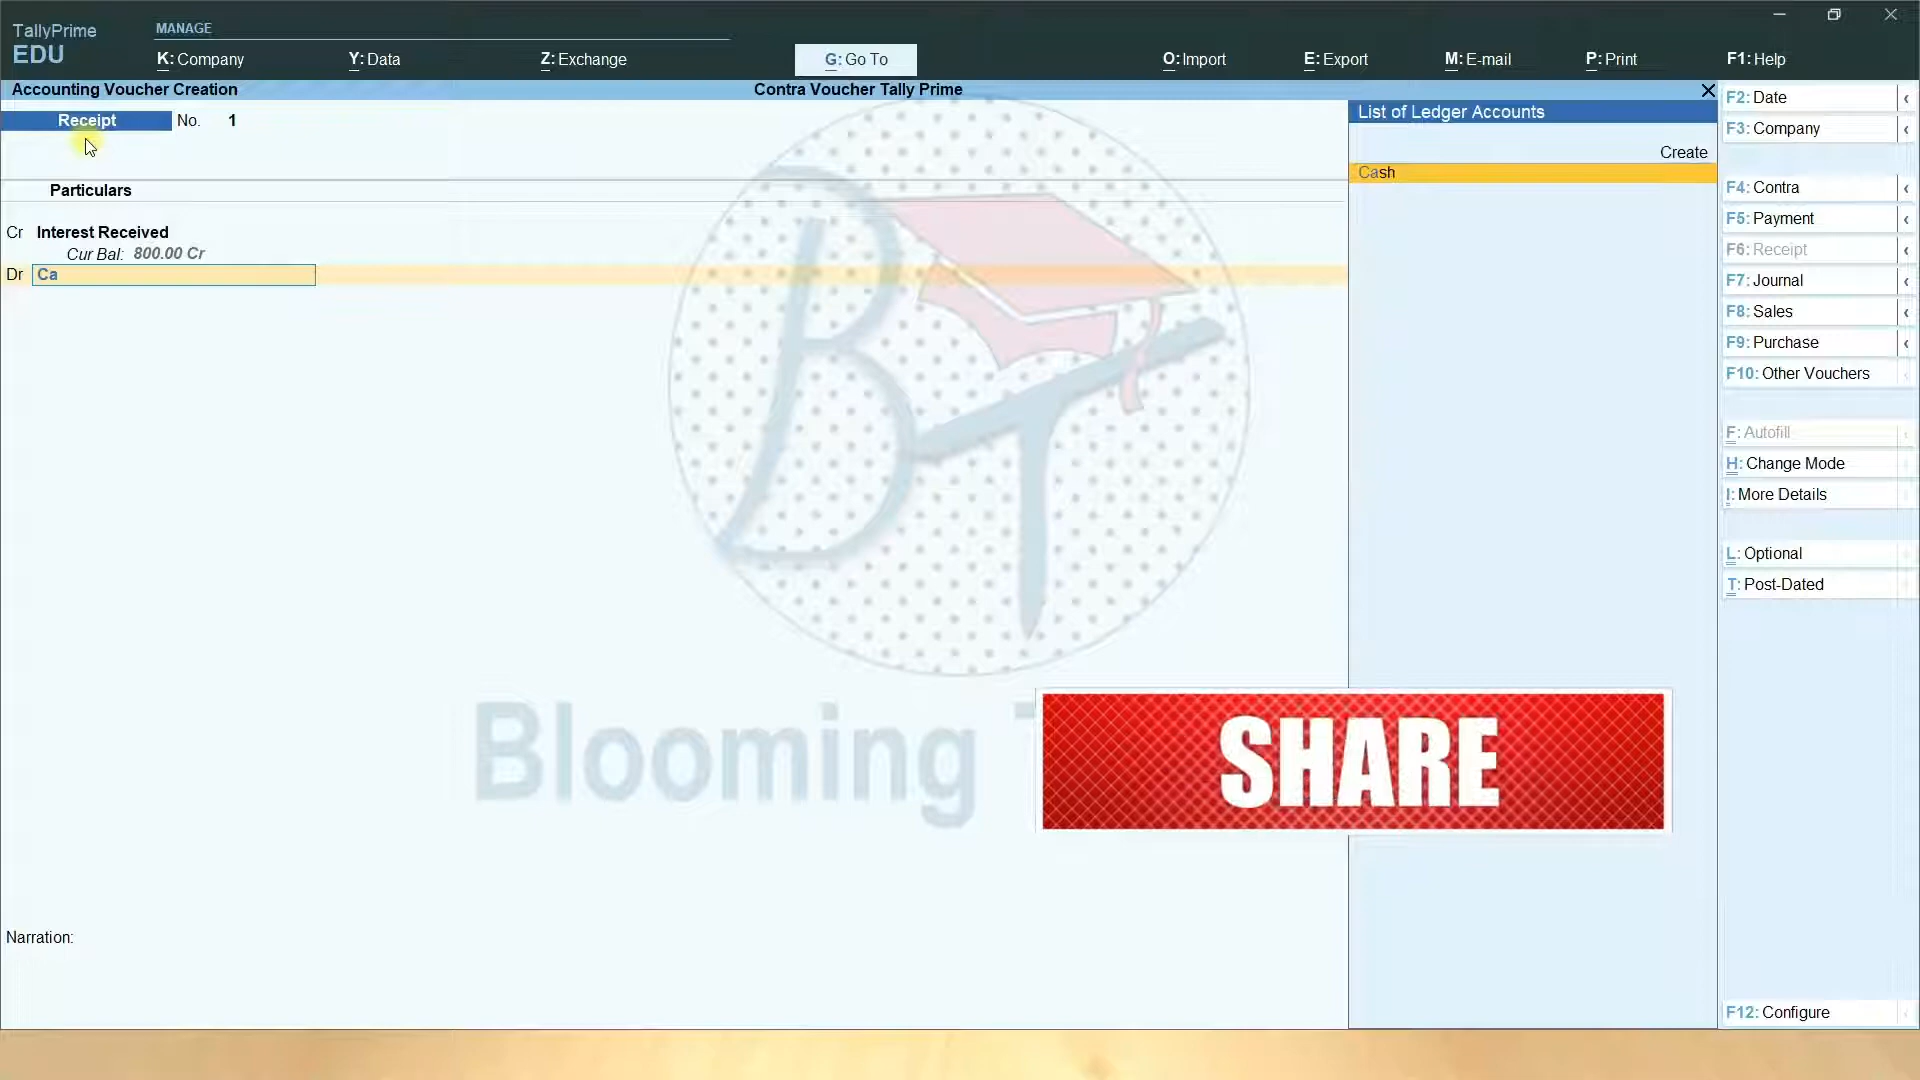 TallyPrime
EDU
MANAGE
K: Company
Y: Data
Z: Exchange
G: Go To
O: Import
E: Export
M: E-mail
P: Print
F1: Help
Accounting Voucher Creation
Contra Voucher Tally Prime
Receipt No. 1
Particulars
Cr Interest Received
Cur Bal: 800.00 Cr
Dr Ca
Narration:
List of Ledger Accounts
Create
Cash
F2: Date
F3: Company
F4: Contra
F5: Payment
F6: Receipt
F7: Journal
F8: Sales
F9: Purchase
F10: Other Vouchers
F: Autofill
H: Change Mode
I: More Details
L: Optional
T: Post-Dated
F12: Configure
BT
Blooming
SHARE